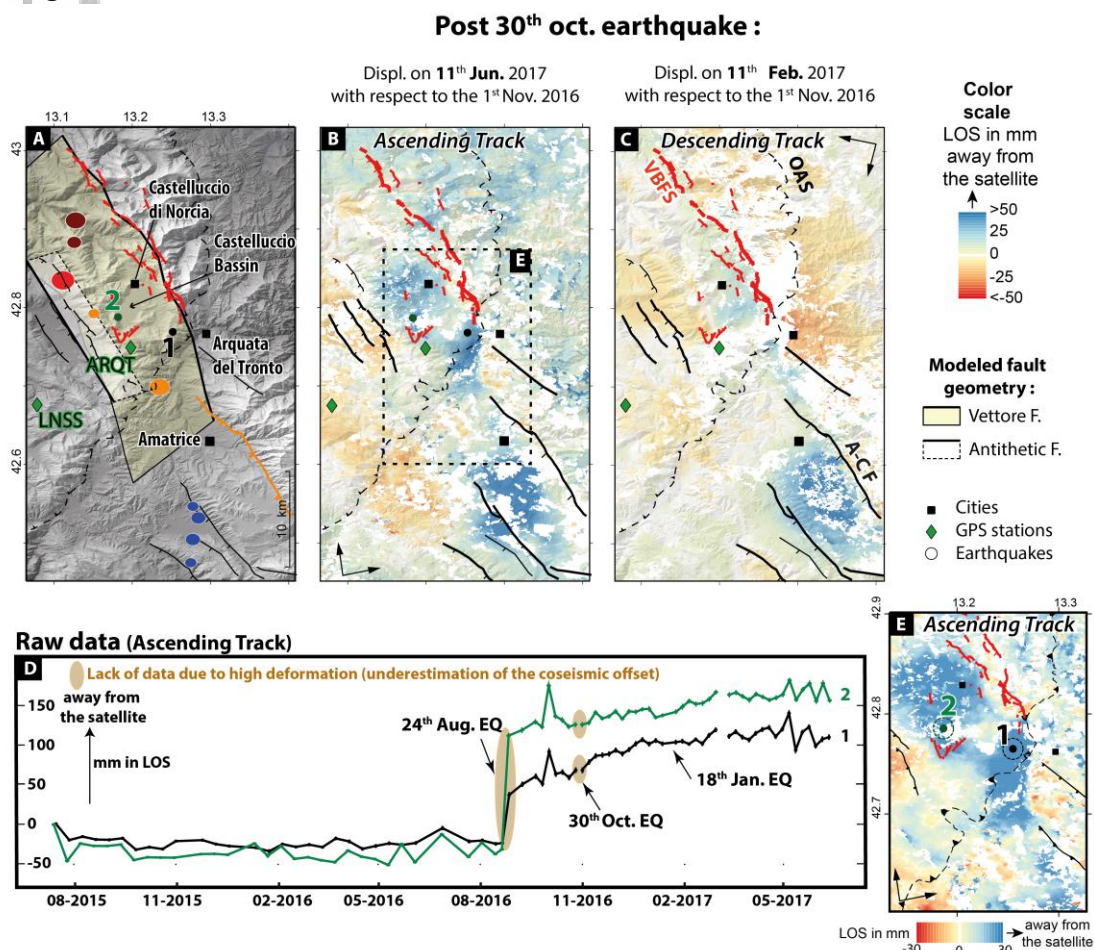 Post 30th oct. earthquake :
Displ. on 11th Jun. 2017
with respect to the 1st Nov. 2016
Displ. on 11th Feb. 2017
with respect to the 1st Nov. 2016
13.1
13.2
13.3
43
42.8
42.6
A
Castelluccio
di Norcia
Castelluccio
Bassin
2
1
ARQT
Arquata
del Tronto
LNSS
Amatrice
10 km
B
Ascending Track
E
C
Descending Track
VBFS
OAS
A-C F
Color
scale
LOS in mm
away from
the satellite
>50
25
0
-25
<-50
Modeled fault
geometry :
Vettore F.
Antithetic F.
Cities
GPS stations
Earthquakes
Raw data (Ascending Track)
D
Lack of data due to high deformation (underestimation of the coseismic offset)
away from
the satellite
mm in LOS
150
100
50
0
-50
24th Aug. EQ
30th Oct. EQ
18th Jan. EQ
2
1
08-2015
11-2015
02-2016
05-2016
08-2016
11-2016
02-2017
05-2017
13.2
13.3
42.9
42.8
42.7
E
Ascending Track
2
1
LOS in mm
away from
the satellite
-30
0
30